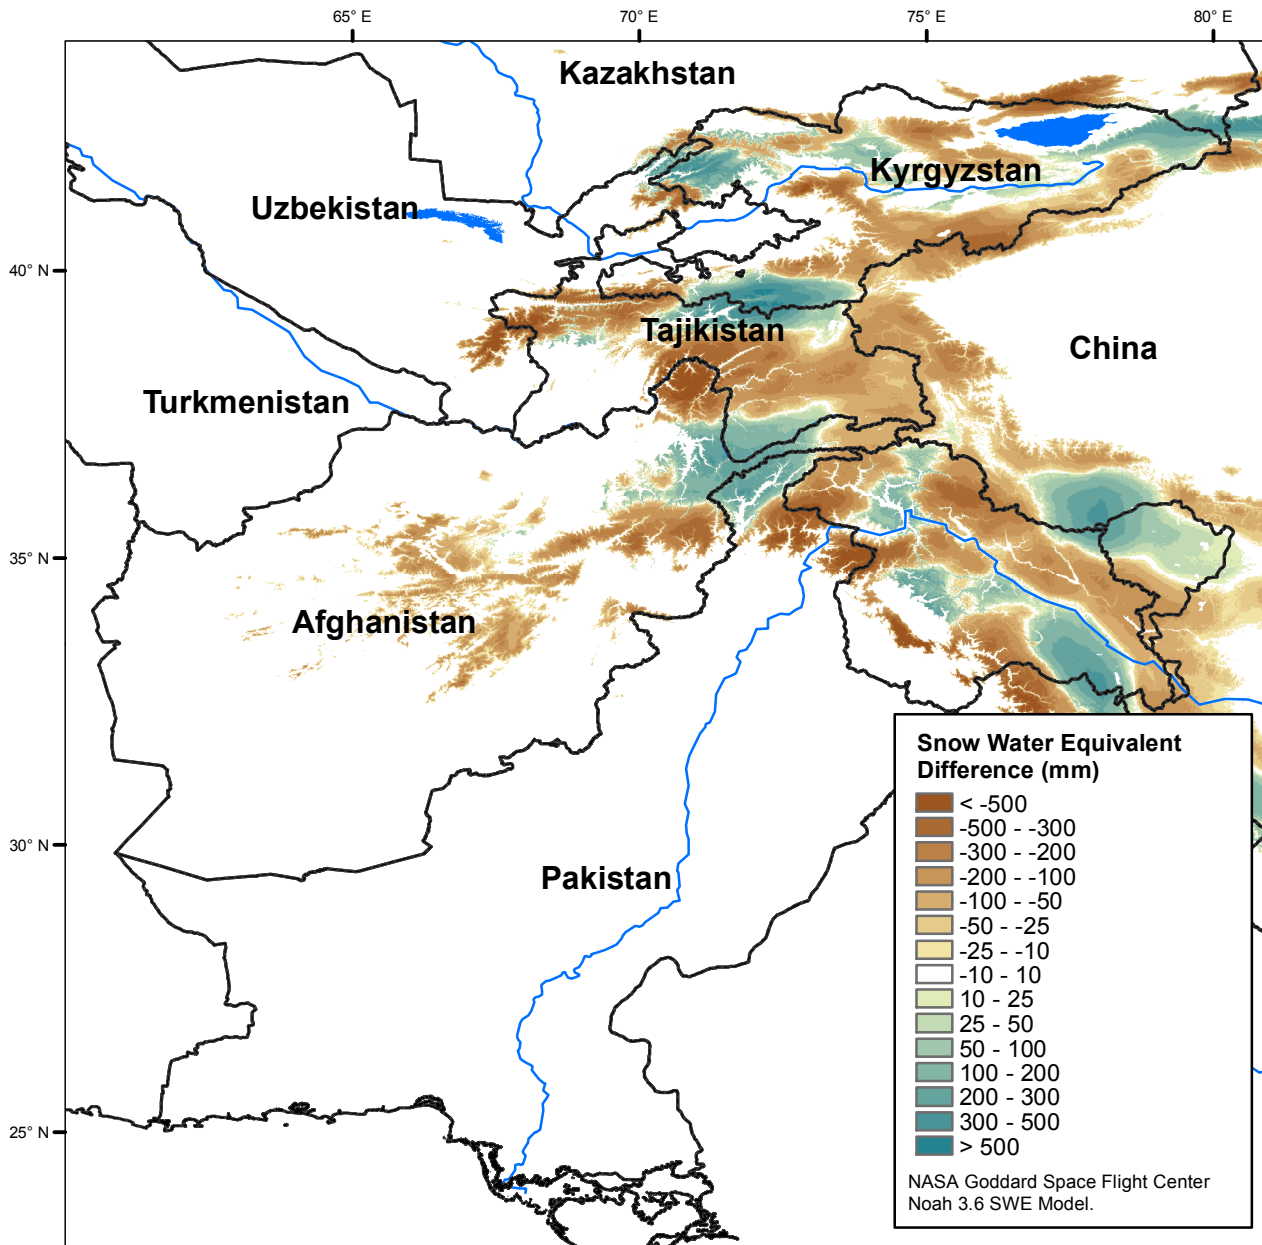 65° E
70° E
75° E
80° E
Kazakhstan
Kyrgyzstan
Uzbekistan
40° N
Tajikistan
China
Turkmenistan
35° N
Afghanistan
30° N
Pakistan
25° N
Snow Water Equivalent
Difference (mm)
< -500
-500 - -300
-300 - -200
-200 - -100
-100 - -50
-50 - -25
-25 - -10
-10 - 10
10 - 25
25 - 50
50 - 100
100 - 200
200 - 300
300 - 500
> 500
NASA Goddard Space Flight Center
Noah 3.6 SWE Model.